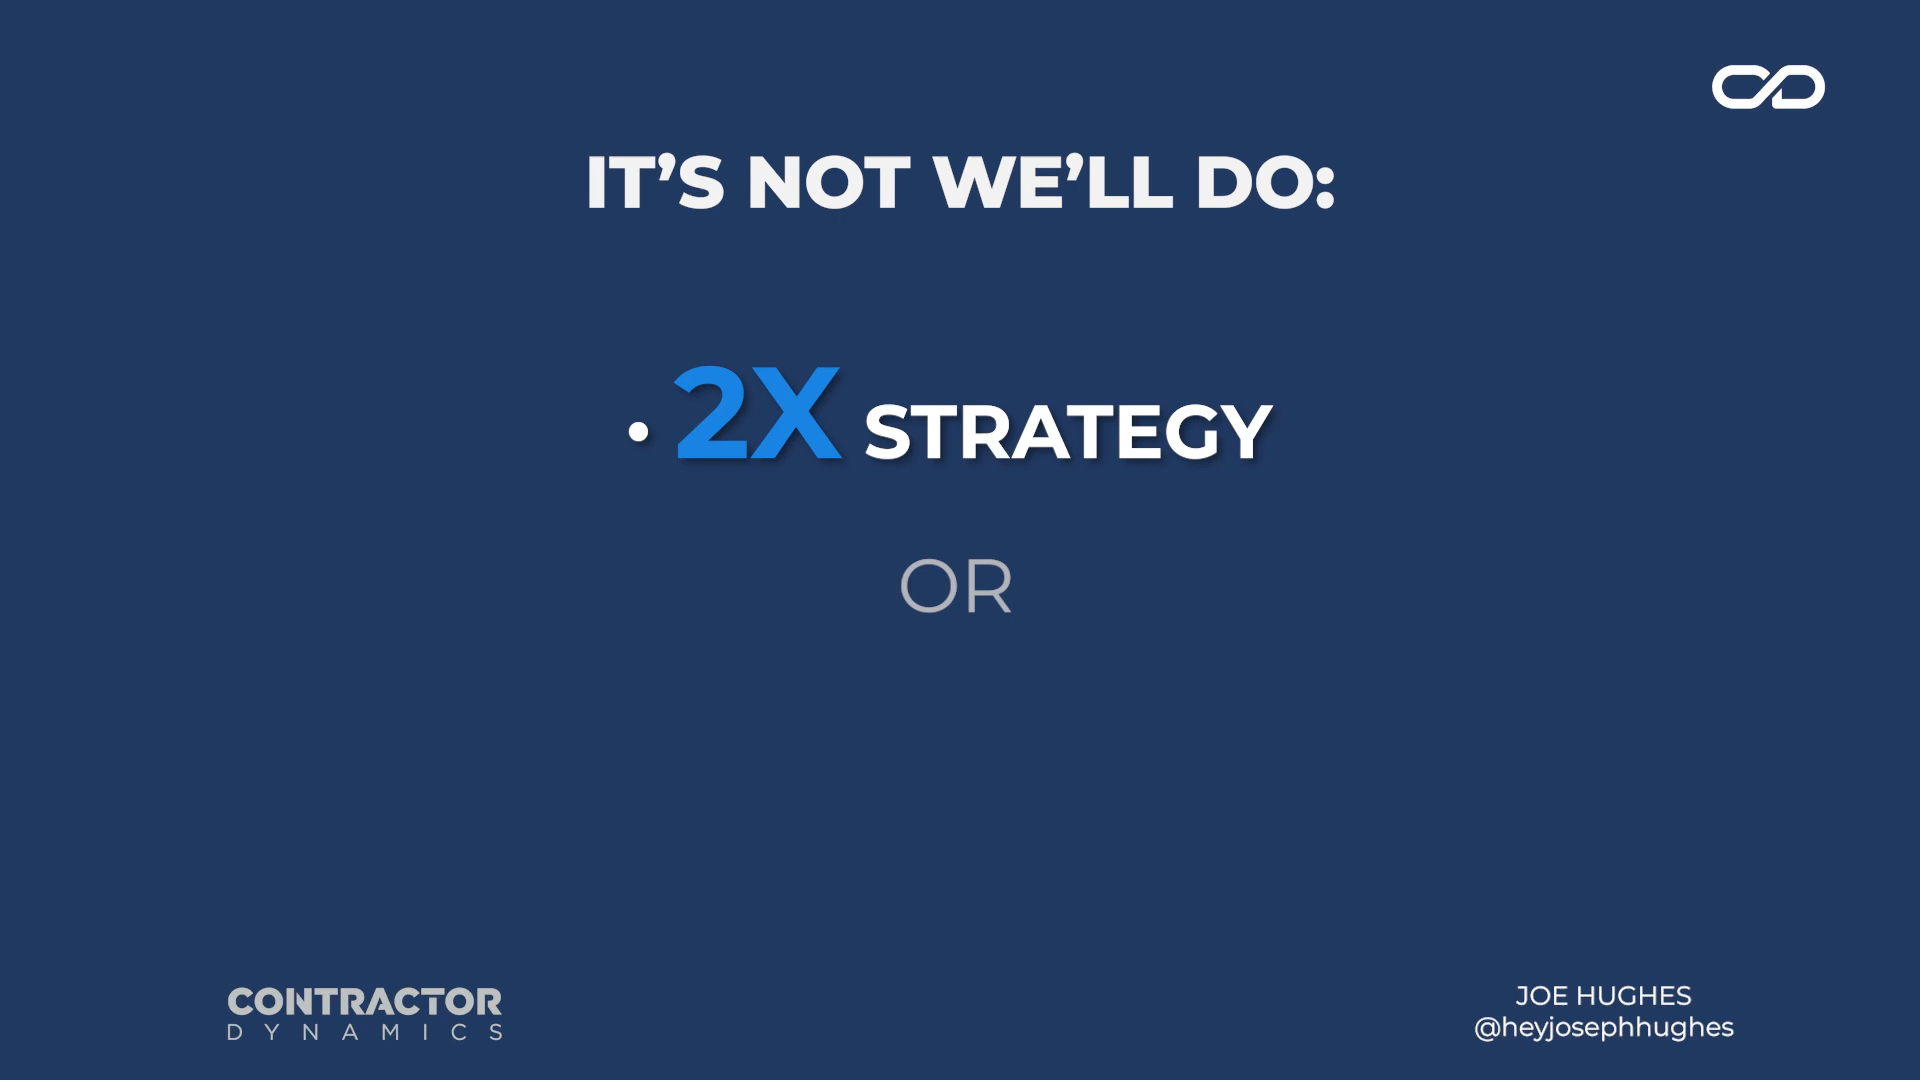 IT’S NOT WE’LL DO:
• 2X STRATEGY
OR
CONTRACTOR
DYNAMICS
JOE HUGHES
@heyjosephhughes